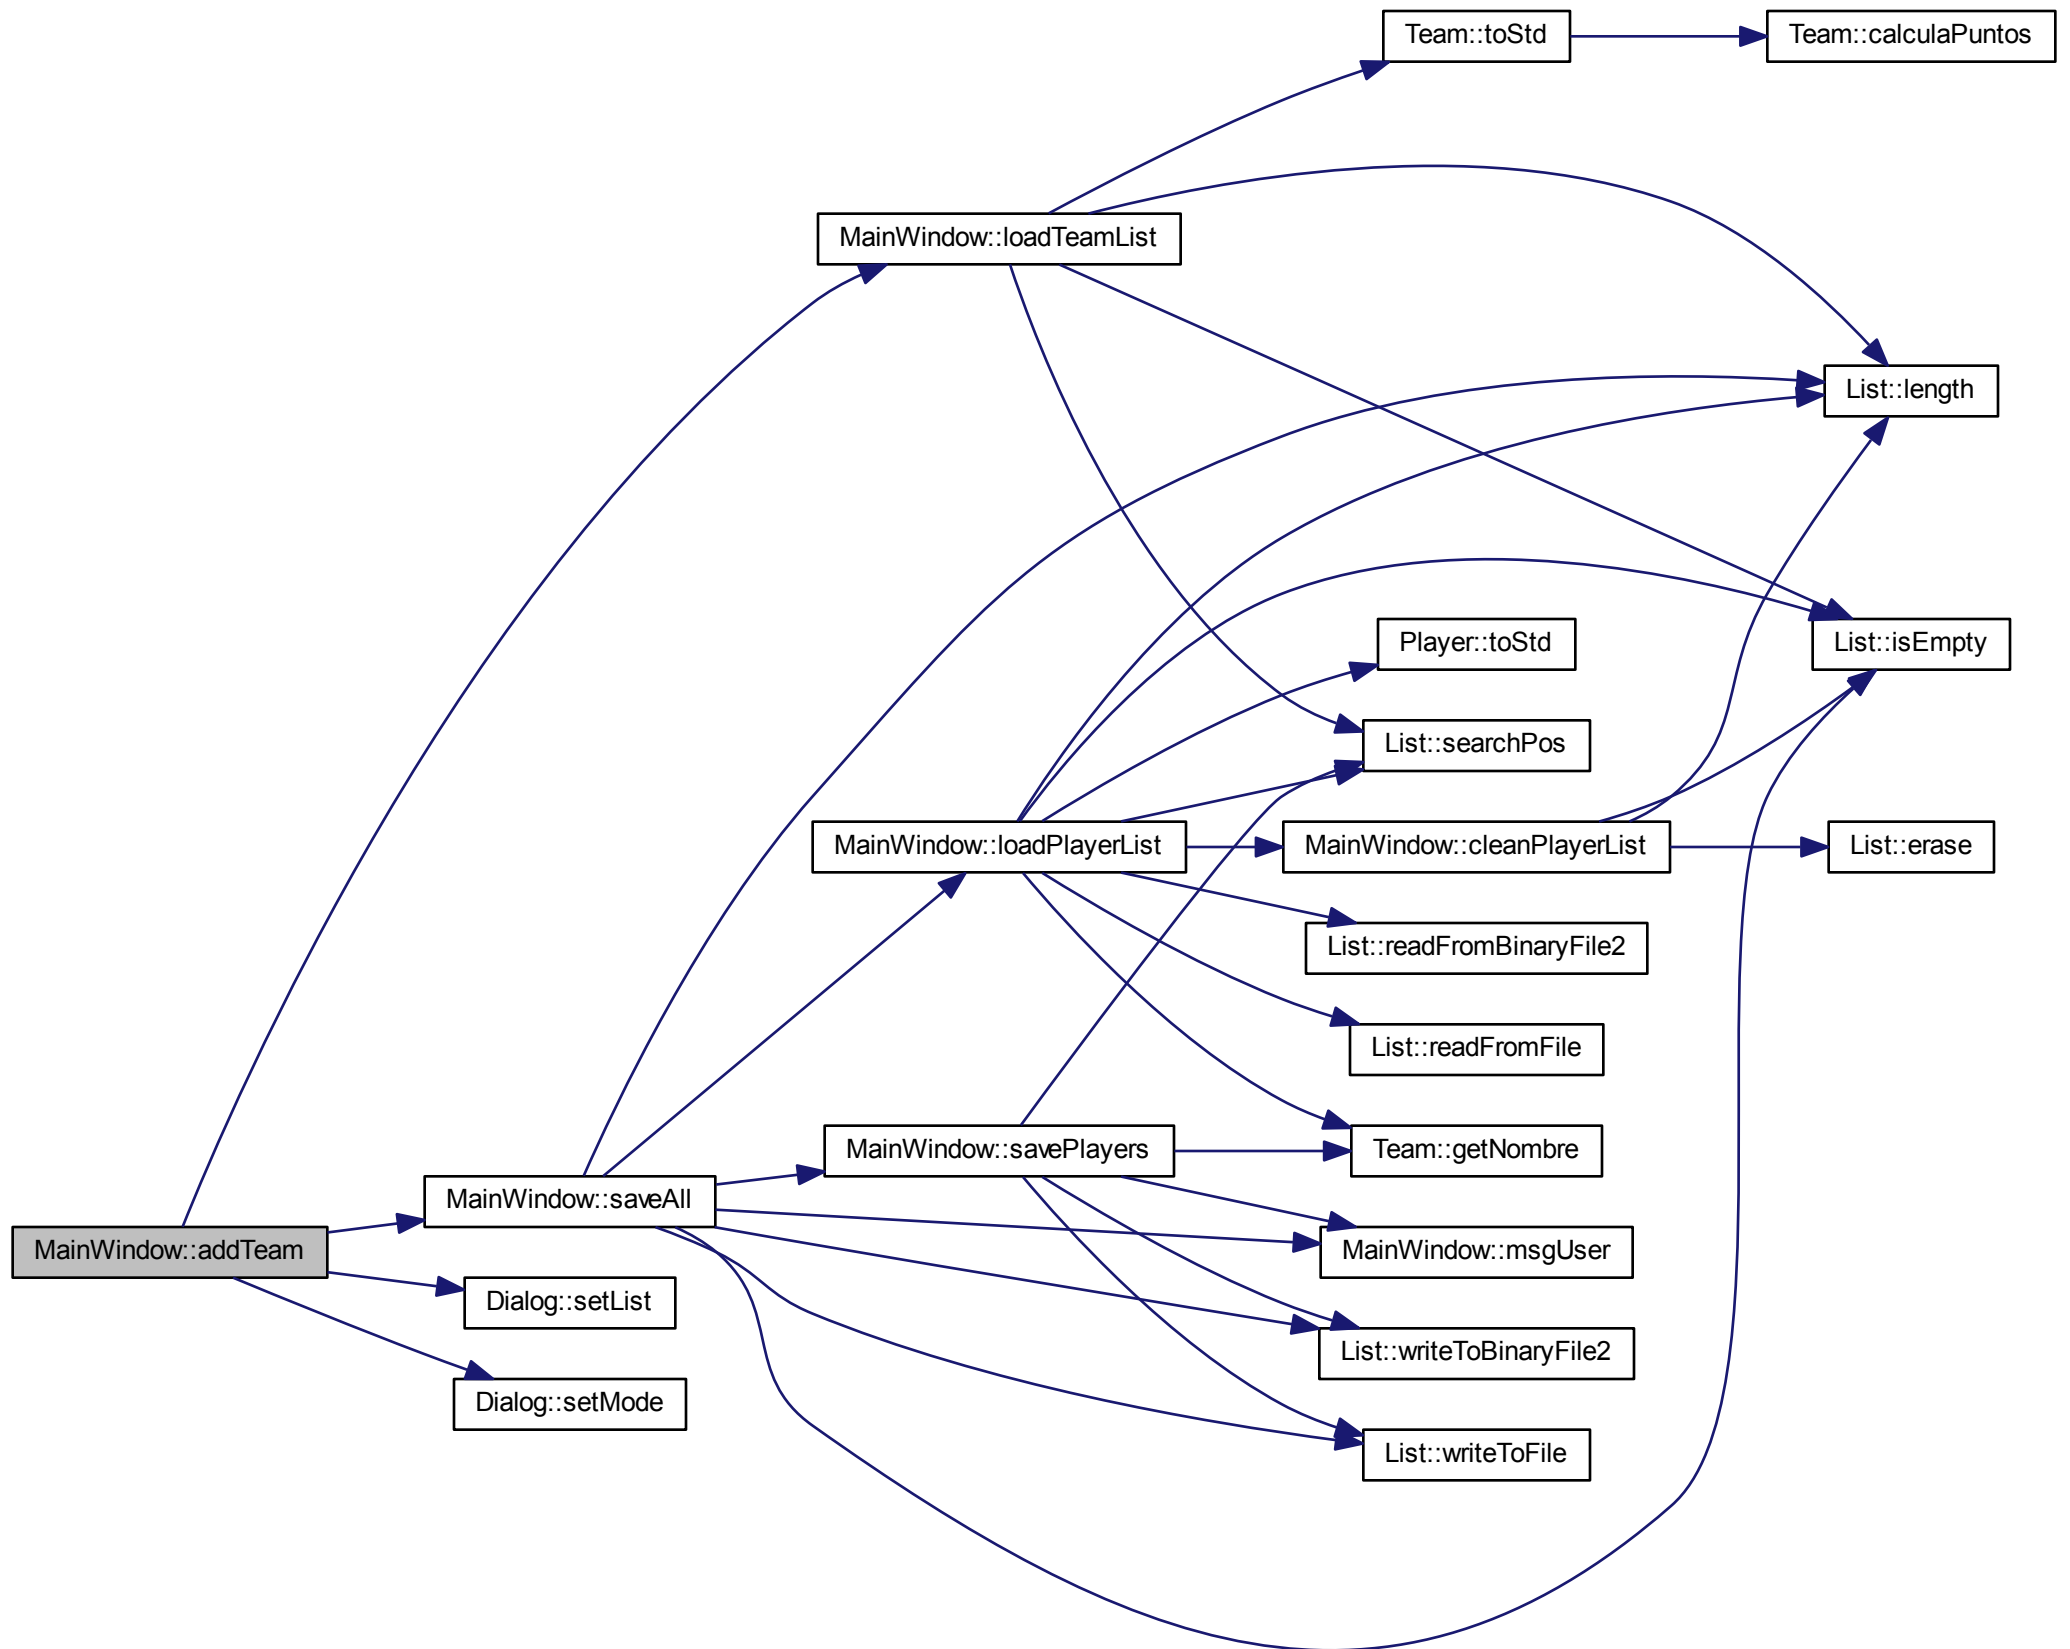 Team::toStd
Team::calculaPuntos
MainWindow::loadTeamList
List::length
Player::toStd
List::isEmpty
List::searchPos
MainWindow::loadPlayerList
MainWindow::cleanPlayerList
List::erase
List::readFromBinaryFile2
List::readFromFile
MainWindow::savePlayers
Team::getNombre
MainWindow::saveAll
MainWindow::addTeam
MainWindow::msgUser
Dialog::setList
List::writeToBinaryFile2
Dialog::setMode
List::writeToFile